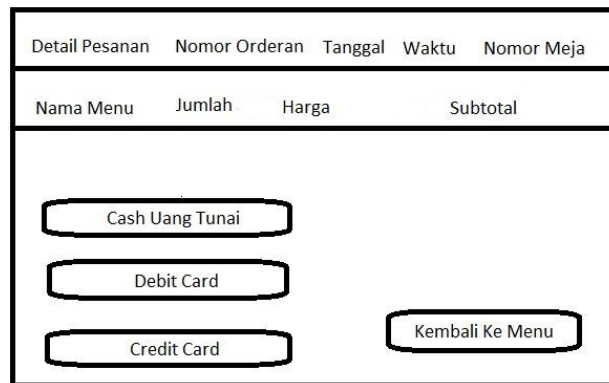 Detail Pesanan Nomor Orderan Tanggal Waktu Nomor Meja
Nama Menu Jumlah Harga Subtotal
Cash Uang Tunai
Debit Card
Kembali Ke Menu
Credit Card